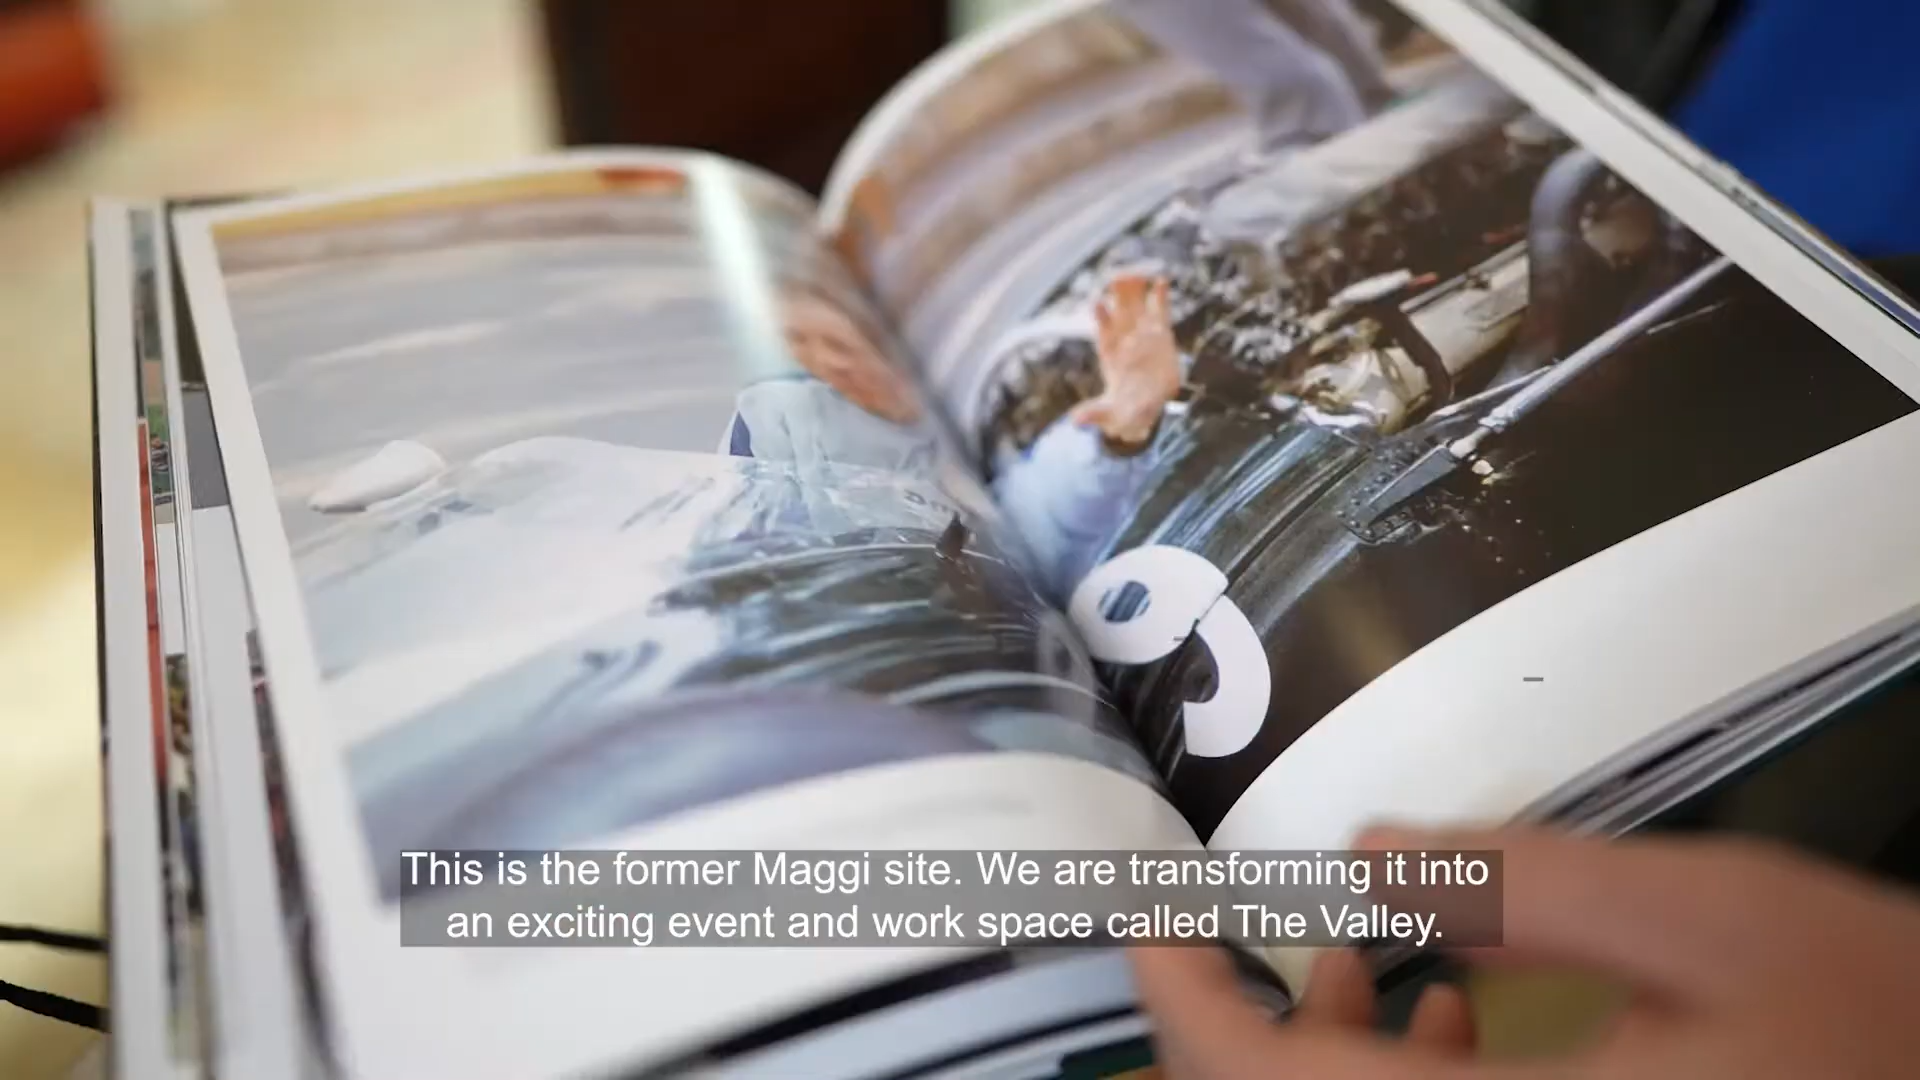 This is the former Maggi site. We are transforming it into
an exciting event and work space called The Valley.